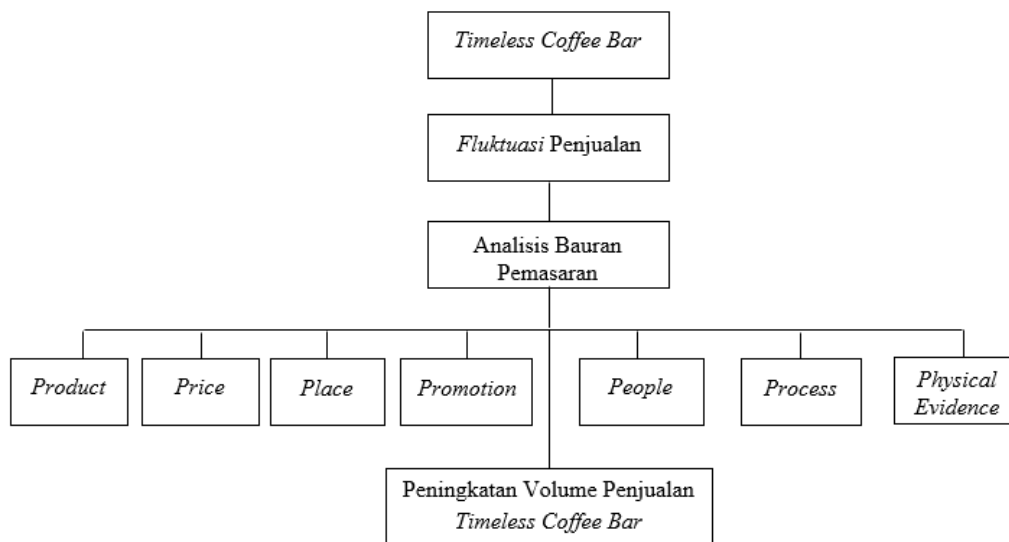 Timeless Coffee Bar
Fluktuasi Penjualan
Analisis Bauran
Pemasaran
Product
Price
Place
Promotion
People
Process
Physical
Evidence
Peningkatan Volume Penjualan
Timeless Coffee Bar